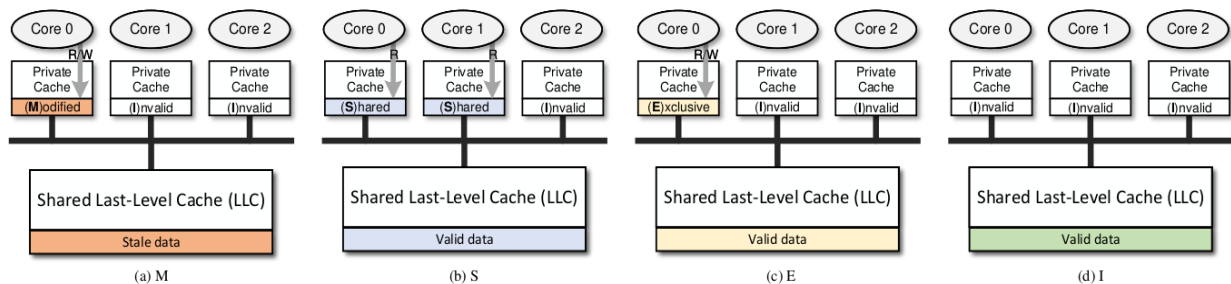 Core 0
Core 1
Core 2
R/W
Private
Cache
(M)odified
Private
Cache
(I)nvalid
Private
Cache
(I)nvalid
Shared Last-Level Cache (LLC)
Stale data
(a) M
Core 0
Core 1
Core 2
R
R
Private
Cache
(S)hared
Private
Cache
(S)hared
Private
Cache
(I)nvalid
Shared Last-Level Cache (LLC)
Valid data
(b) S
Core 0
Core 1
Core 2
R/W
Private
Cache
(E)xclusive
Private
Cache
(I)nvalid
Private
Cache
(I)nvalid
Shared Last-Level Cache (LLC)
Valid data
(c) E
Core 0
Core 1
Core 2
Private
Cache
(I)nvalid
Private
Cache
(I)nvalid
Private
Cache
(I)nvalid
Shared Last-Level Cache (LLC)
Valid data
(d) I